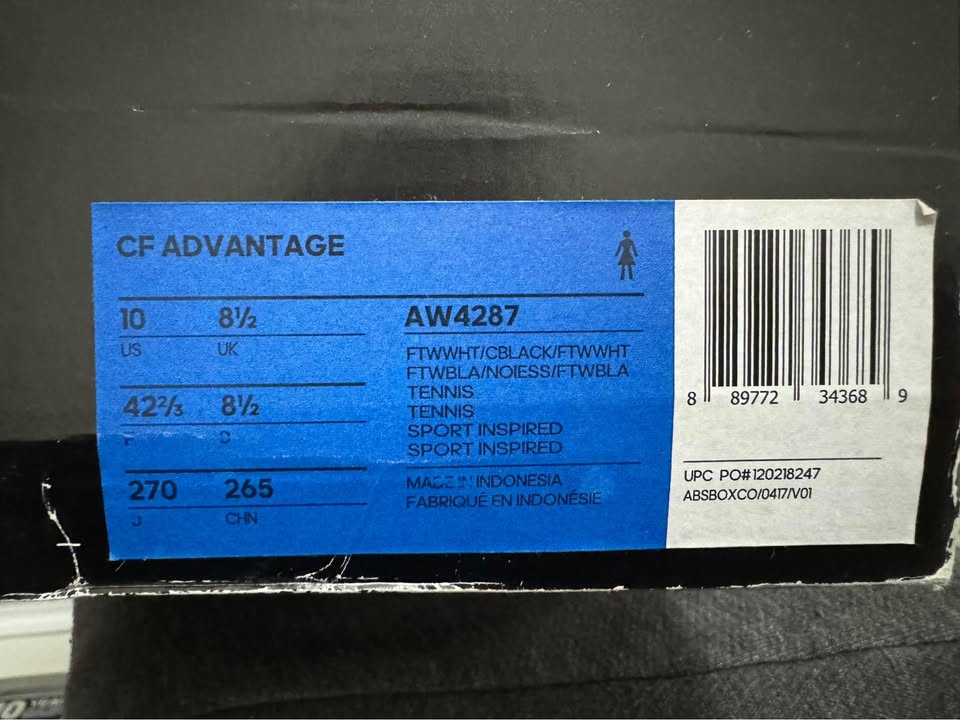 CF ADVANTAGE
10 8½
US UK
42⅔ 8½
F D
270 265
J CHN
AW4287
FTWWHT/CBLACK/FTWWHT
FTWBLA/NOIESS/FTWBLA
TENNIS
TENNIS
SPORT INSPIRED
SPORT INSPIRED
MADE IN INDONESIA
FABRIQUÉ EN INDONÉSIE
8 89772 34368 9
UPC PO#120218247
ABSBOXCO/0417/V01